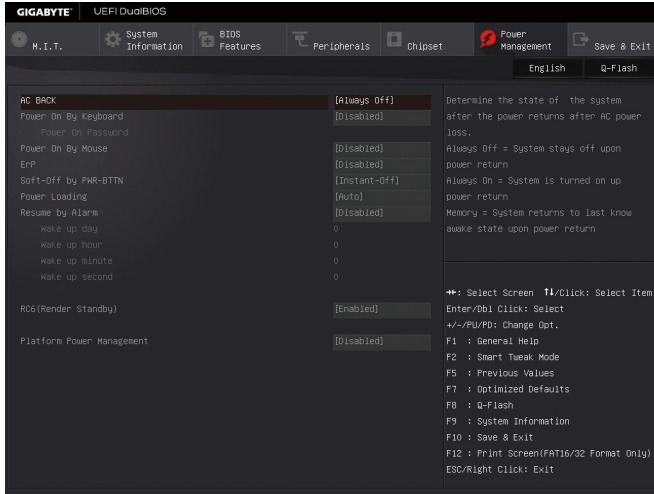 GIGABYTE™ UEFI DualBIOS
M.I.T. System Information BIOS Features Peripherals Chipset Power Management Save & Exit
English Q-Flash
AC BACK [Always Off]
Power On By Keyboard [Disabled]
Power On Password
Power On By Mouse [Disabled]
ErP [Disabled]
Soft-Off by PWR-BTTN [Instant-Off]
Power Loading [Auto]
Resume by Alarm [Disabled]
Wake up day 0
Wake up hour 0
Wake up minute 0
Wake up second 0
RC6(Render Standby) [Enabled]
Platform Power Management [Disabled]
Determine the state of the system
after the power returns after AC power
loss.
Always Off = System stays off upon
power return
Always On = System is turned on up
power return
Memory = System returns to last know
awake state upon power return
→←: Select Screen ↑↓/Click: Select Item
Enter/Dbl Click: Select
+/-/PU/PD: Change Opt.
F1 : General Help
F2 : Smart Tweak Mode
F5 : Previous Values
F7 : Optimized Defaults
F8 : Q-Flash
F9 : System Information
F10 : Save & Exit
F12 : Print Screen(FAT16/32 Format Only)
ESC/Right Click: Exit